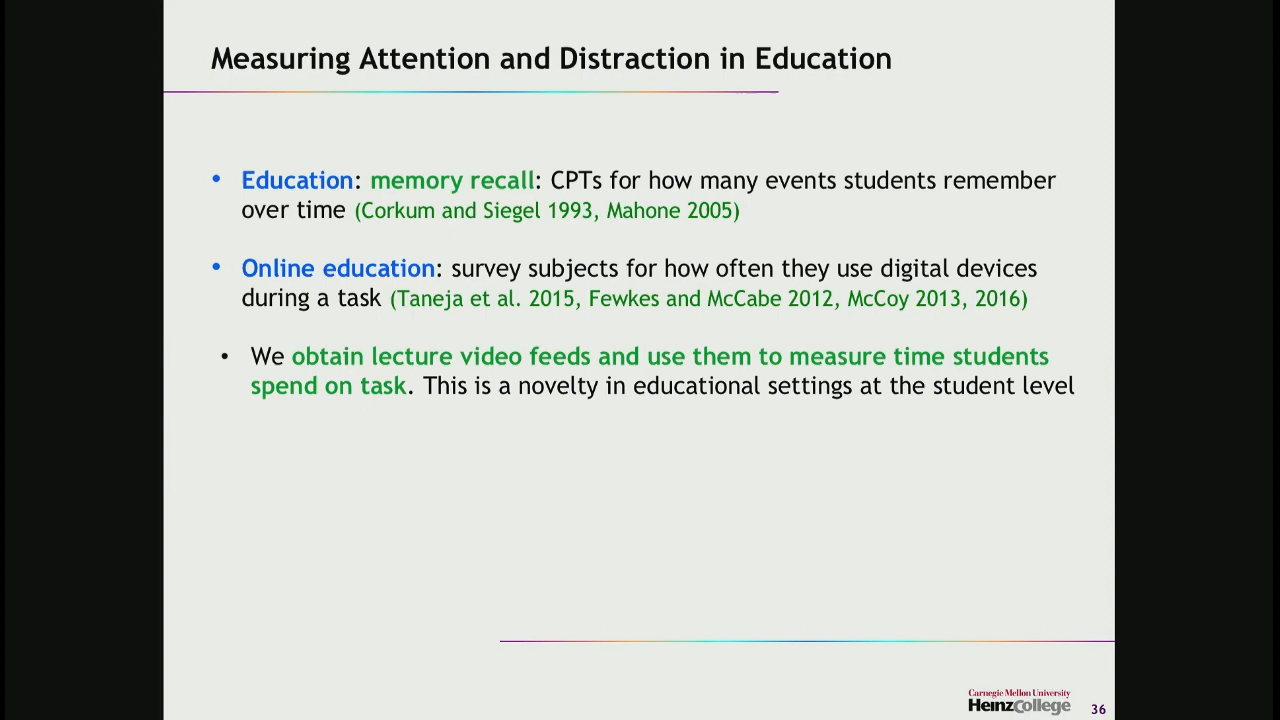 Measuring Attention and Distraction in Education
• Education: memory recall: CPTs for how many events students remember
over time (Corkum and Siegel 1993, Mahone 2005)
• Online education: survey subjects for how often they use digital devices
during a task (Taneja et al. 2015, Fewkes and McCabe 2012, McCoy 2013, 2016)
• We obtain lecture video feeds and use them to measure time students
spend on task. This is a novelty in educational settings at the student level
Carnegie Mellon University
HeinzCollege
36